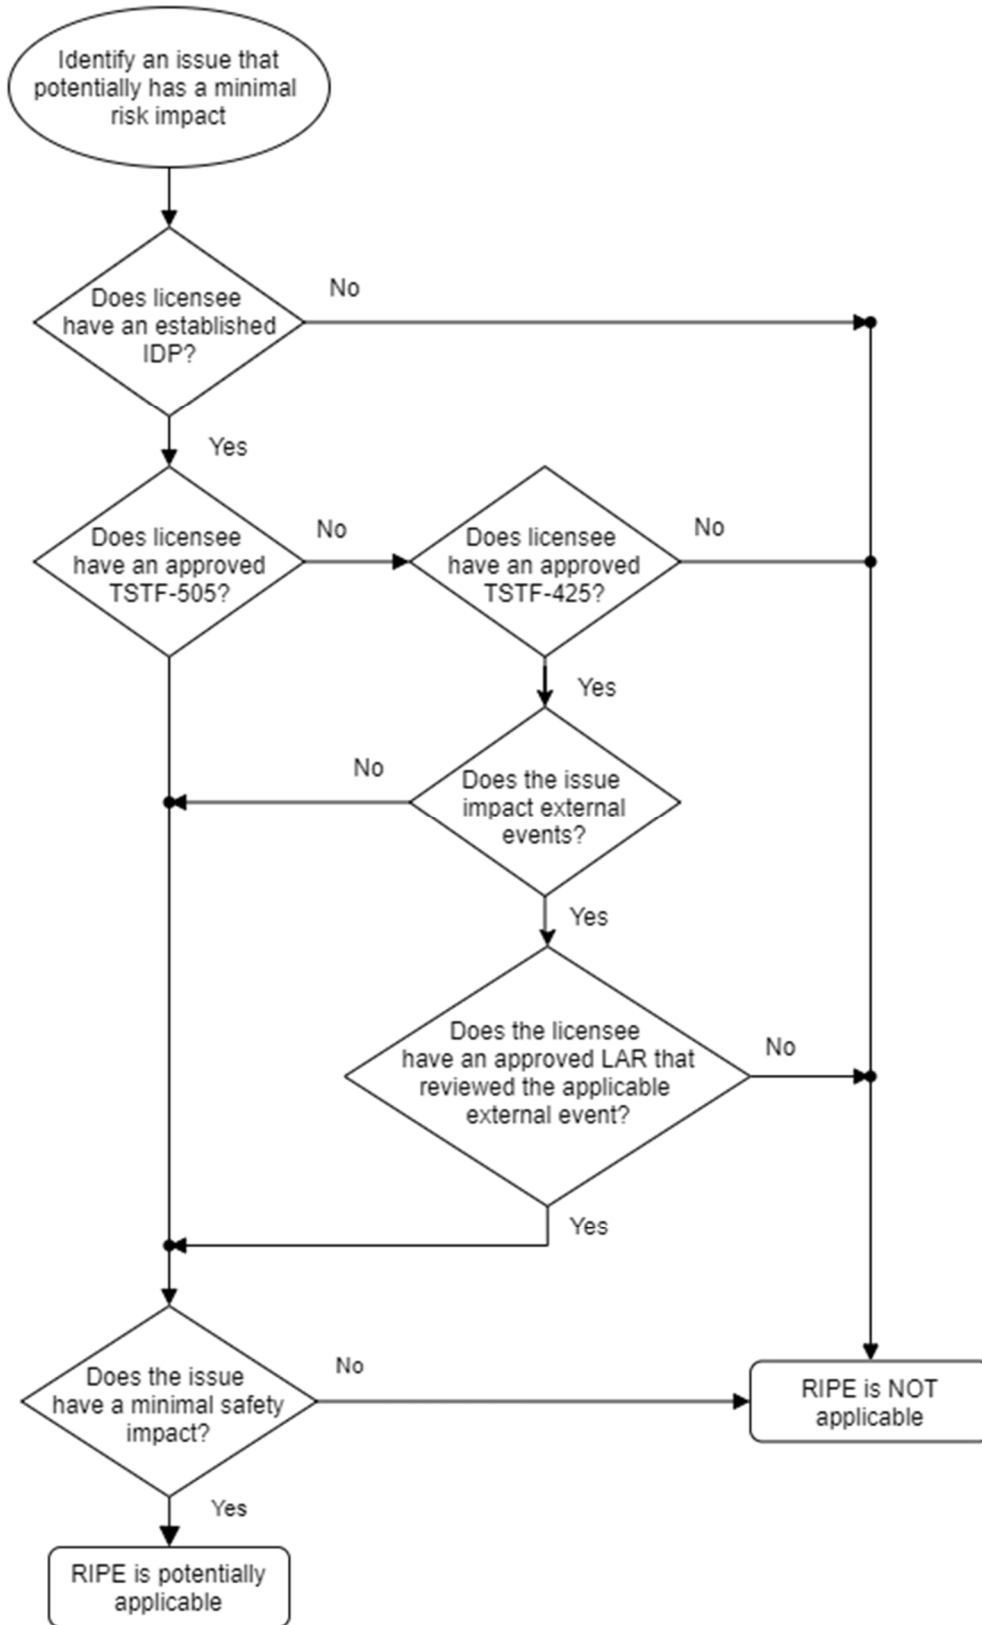 Identify an issue that
potentially has a minimal
risk impact
No
Does licensee
have an established
IDP?
Yes
Does licensee
have an approved
TSTF-505?
No
Does licensee
have an approved
TSTF-425?
No
Yes
No
Does the issue
impact external
events?
Yes
Does the licensee
have an approved LAR that
reviewed the applicable
external event?
No
Yes
Does the issue
have a minimal safety
impact?
No
RIPE is NOT
applicable
Yes
RIPE is potentially
applicable